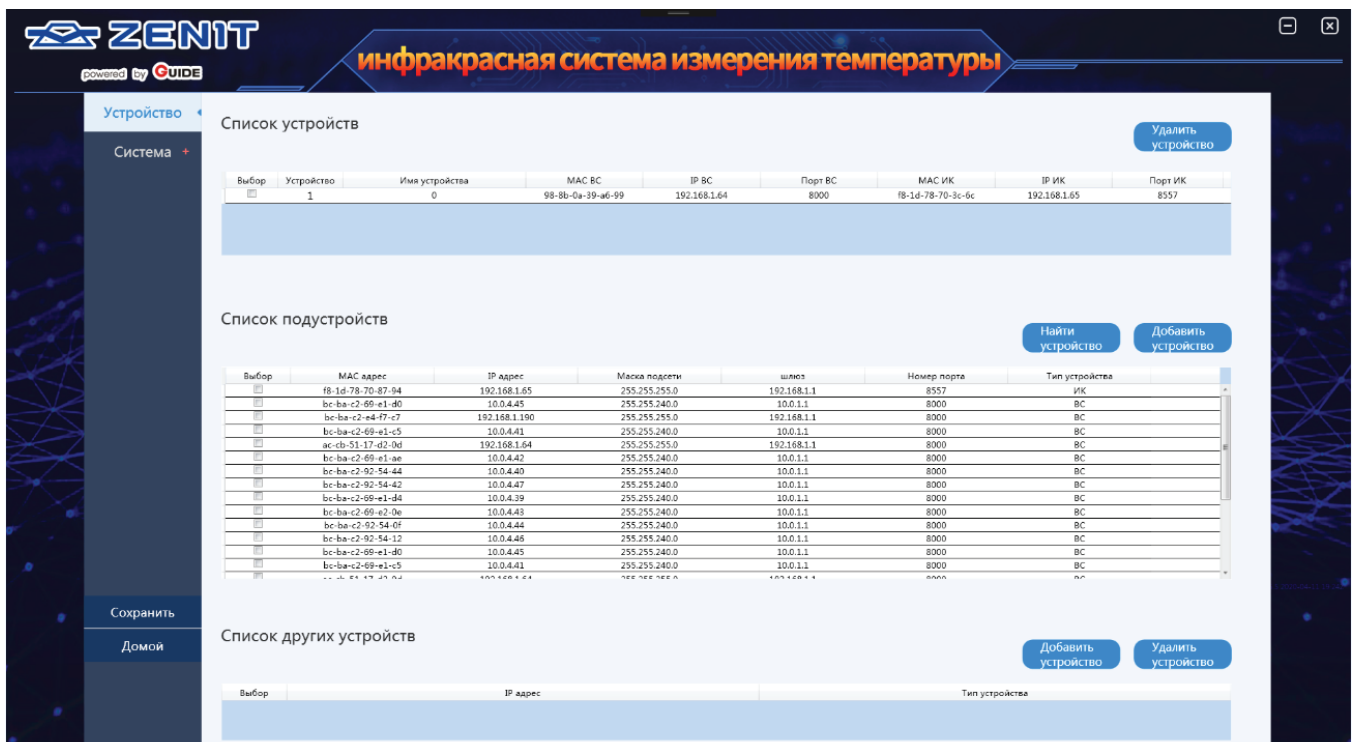 ZENIT
powered by GUIDE
инфракрасная система измерения температуры
Устройство
Система +
Сохранить
Домой
Список устройств
Удалить
устройство
Выбор Устройство Имя устройства MAC ВС IP ВС Порт ВС MAC ИК IP ИК Порт ИК
1 0 98-8b-0a-39-a6-99 192.168.1.64 8000 f8-1d-78-70-3c-6c 192.168.1.65 8557
Список подустройств
Найти
устройство
Добавить
устройство
Выбор MAC адрес IP адрес Маска подсети шлюз Номер порта Тип устройства
f8-1d-78-70-87-94 192.168.1.65 255.255.255.0 192.168.1.1 8557 ИК
bc-ba-c2-69-e1-d0 10.0.4.45 255.255.240.0 10.0.1.1 8000 ВС
bc-ba-c2-e4-f7-c7 192.168.1.190 255.255.255.0 192.168.1.1 8000 ВС
bc-ba-c2-69-e1-c5 10.0.4.41 255.255.240.0 10.0.1.1 8000 ВС
ac-cb-51-17-d2-0d 192.168.1.64 255.255.255.0 192.168.1.1 8000 ВС
bc-ba-c2-69-e1-ae 10.0.4.42 255.255.240.0 10.0.1.1 8000 ВС
bc-ba-c2-92-54-44 10.0.4.40 255.255.240.0 10.0.1.1 8000 ВС
bc-ba-c2-92-54-42 10.0.4.47 255.255.240.0 10.0.1.1 8000 ВС
bc-ba-c2-69-e1-d4 10.0.4.39 255.255.240.0 10.0.1.1 8000 ВС
bc-ba-c2-69-e2-0e 10.0.4.43 255.255.240.0 10.0.1.1 8000 ВС
bc-ba-c2-92-54-0f 10.0.4.44 255.255.240.0 10.0.1.1 8000 ВС
bc-ba-c2-92-54-12 10.0.4.46 255.255.240.0 10.0.1.1 8000 ВС
bc-ba-c2-69-e1-d0 10.0.4.45 255.255.240.0 10.0.1.1 8000 ВС
bc-ba-c2-69-e1-c5 10.0.4.41 255.255.240.0 10.0.1.1 8000 ВС
Список других устройств
Добавить
устройство
Удалить
устройство
Выбор IP адрес Тип устройства